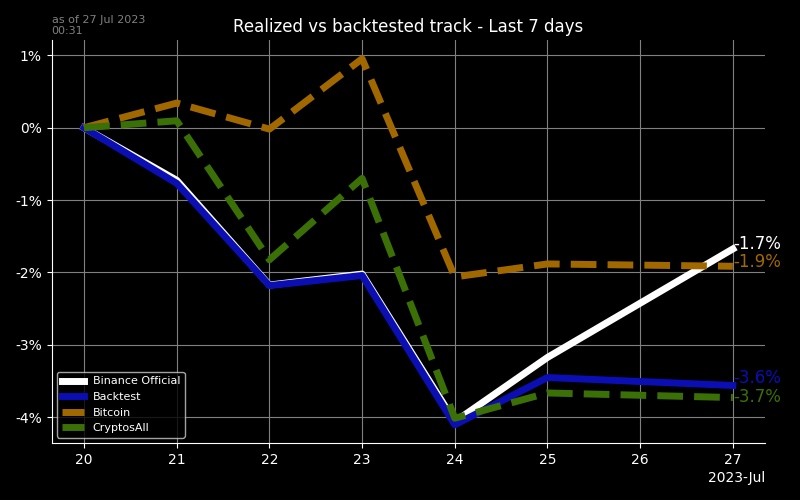 as of 27 Jul 2023
00:31
Realized vs backtested track - Last 7 days
1%
0%
-1%
-2%
-3%
-4%
-1.7%
-1.9%
-3.6%
-3.7%
Binance Official
Backtest
Bitcoin
CryptosAll
20 21 22 23 24 25 26 27
2023-Jul